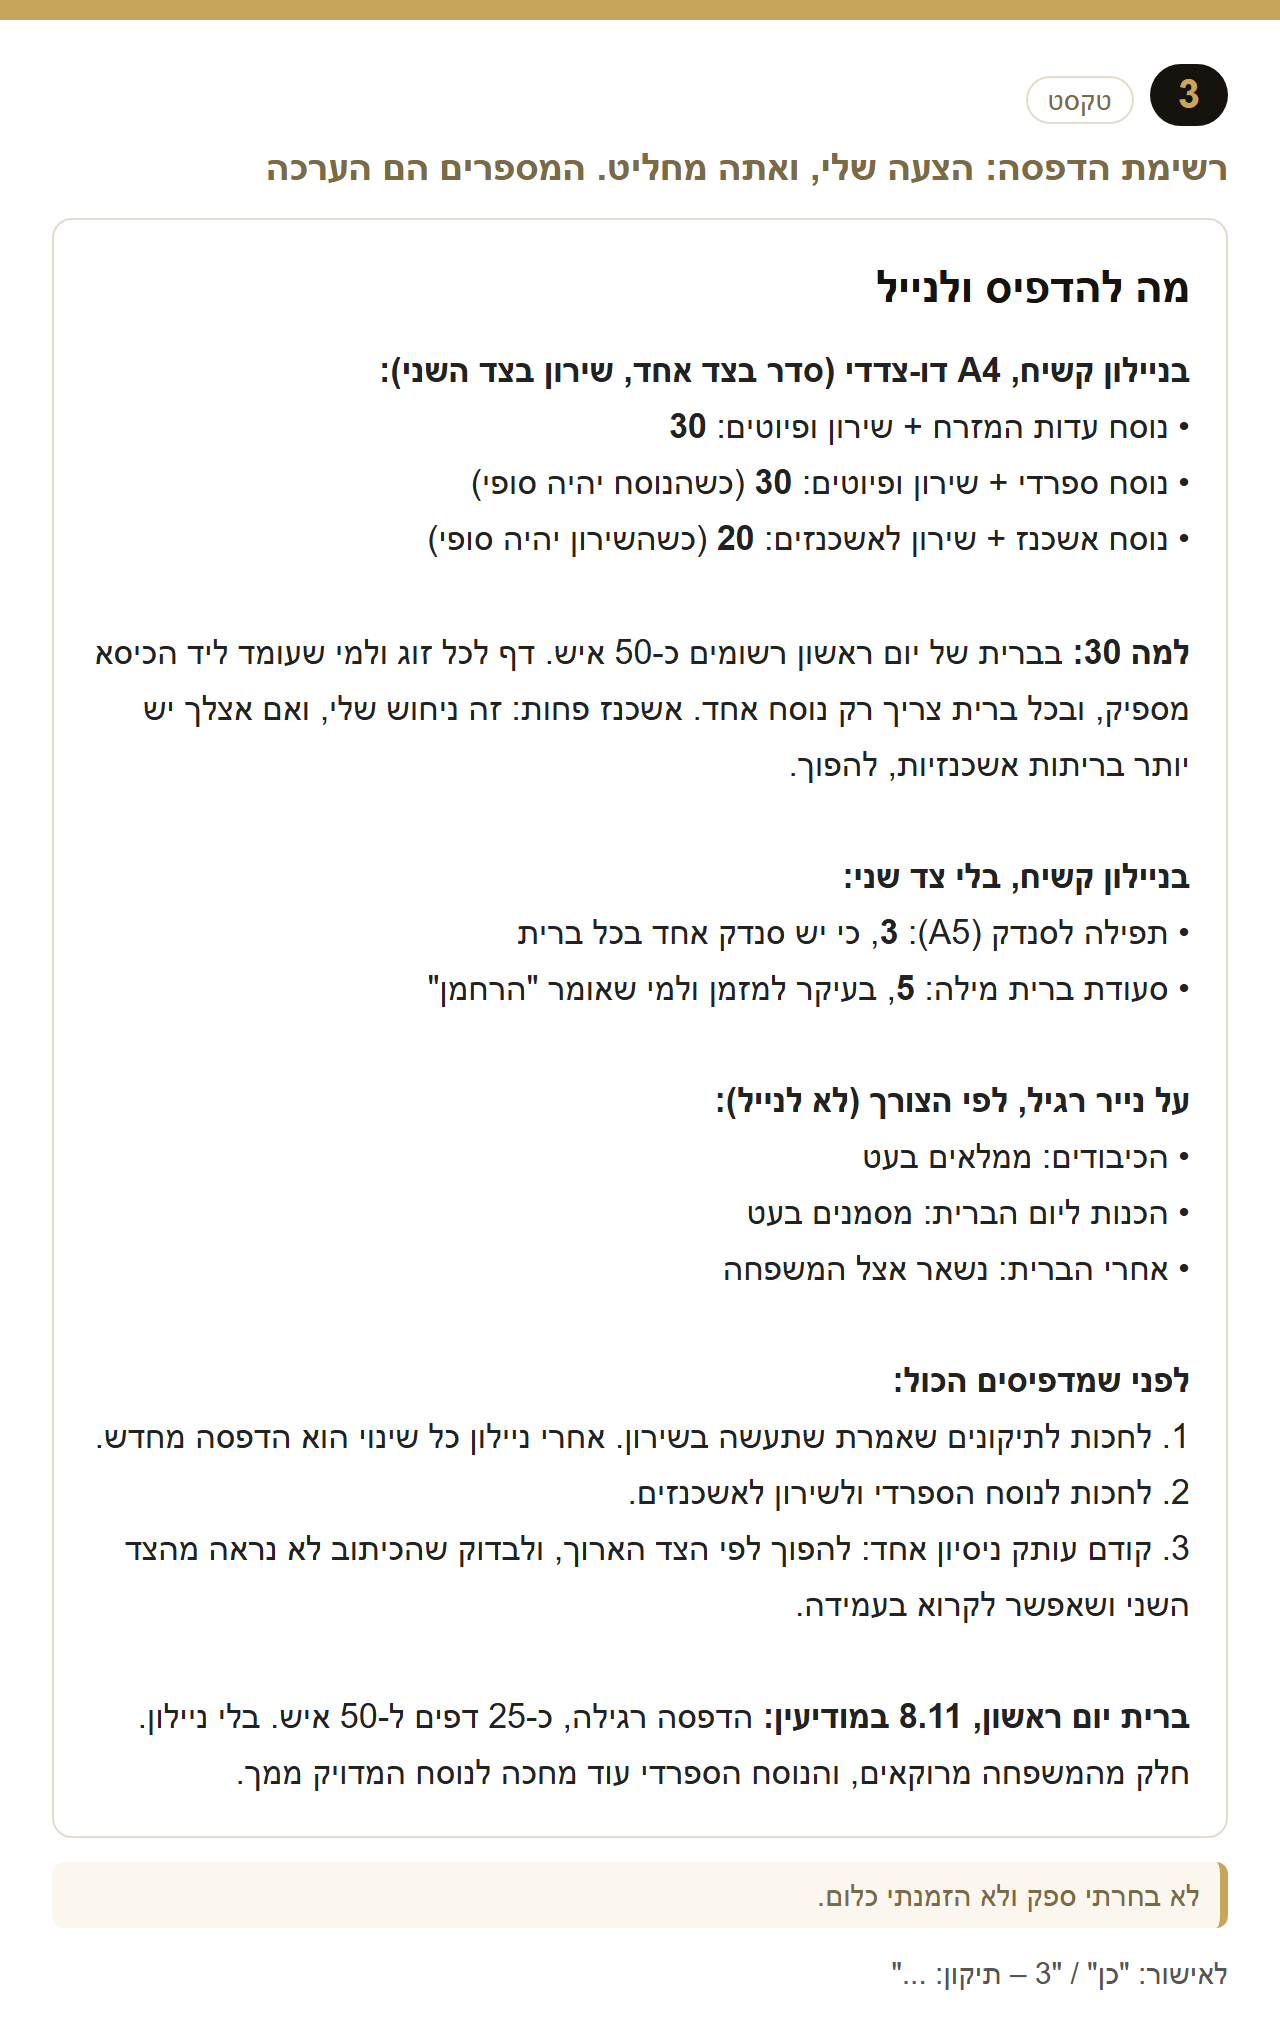 3
טקסט
רשימת הדפסה: הצעה שלי, ואתה מחליט. המספרים הם הערכה
מה להדפיס ולנייל
בניילון קשיח, A4 דו-צדדי (סדר בצד אחד, שירון בצד השני):
• נוסח עדות המזרח + שירון ופיוטים: 30
• נוסח ספרדי + שירון ופיוטים: 30 (כשהנוסח יהיה סופי)
• נוסח אשכנז + שירון לאשכנזים: 20 (כשהשירון יהיה סופי)
למה 30: בברית של יום ראשון רשומים כ-50 איש. דף לכל זוג ולמי שעומד ליד הכיסא
מספיק, ובכל ברית צריך רק נוסח אחד. אשכנז פחות: זה ניחוש שלי, ואם אצלך יש
יותר בריתות אשכנזיות, להפוך.
בניילון קשיח, בלי צד שני:
• תפילה לסנדק (A5): 3, כי יש סנדק אחד בכל ברית
• סעודת ברית מילה: 5, בעיקר למזמן ולמי שאומר "הרחמן"
על נייר רגיל, לפי הצורך (לא לנייל):
• הכיבודים: ממלאים בעט
• הכנות ליום הברית: מסמנים בעט
• אחרי הברית: נשאר אצל המשפחה
לפני שמדפיסים הכול:
1. לחכות לתיקונים שאמרת שתעשה בשירון. אחרי ניילון כל שינוי הוא הדפסה מחדש.
2. לחכות לנוסח הספרדי ולשירון לאשכנזים.
3. קודם עותק ניסיון אחד: להפוך לפי הצד הארוך, ולבדוק שהכיתוב לא נראה מהצד
השני ושאפשר לקרוא בעמידה.
ברית יום ראשון, 8.11 במודיעין: הדפסה רגילה, כ-25 דפים ל-50 איש. בלי ניילון.
חלק מהמשפחה מרוקאים, והנוסח הספרדי עוד מחכה לנוסח המדויק ממך.
לא בחרתי ספק ולא הזמנתי כלום.
לאישור: "כן" / "3 – תיקון: ..."